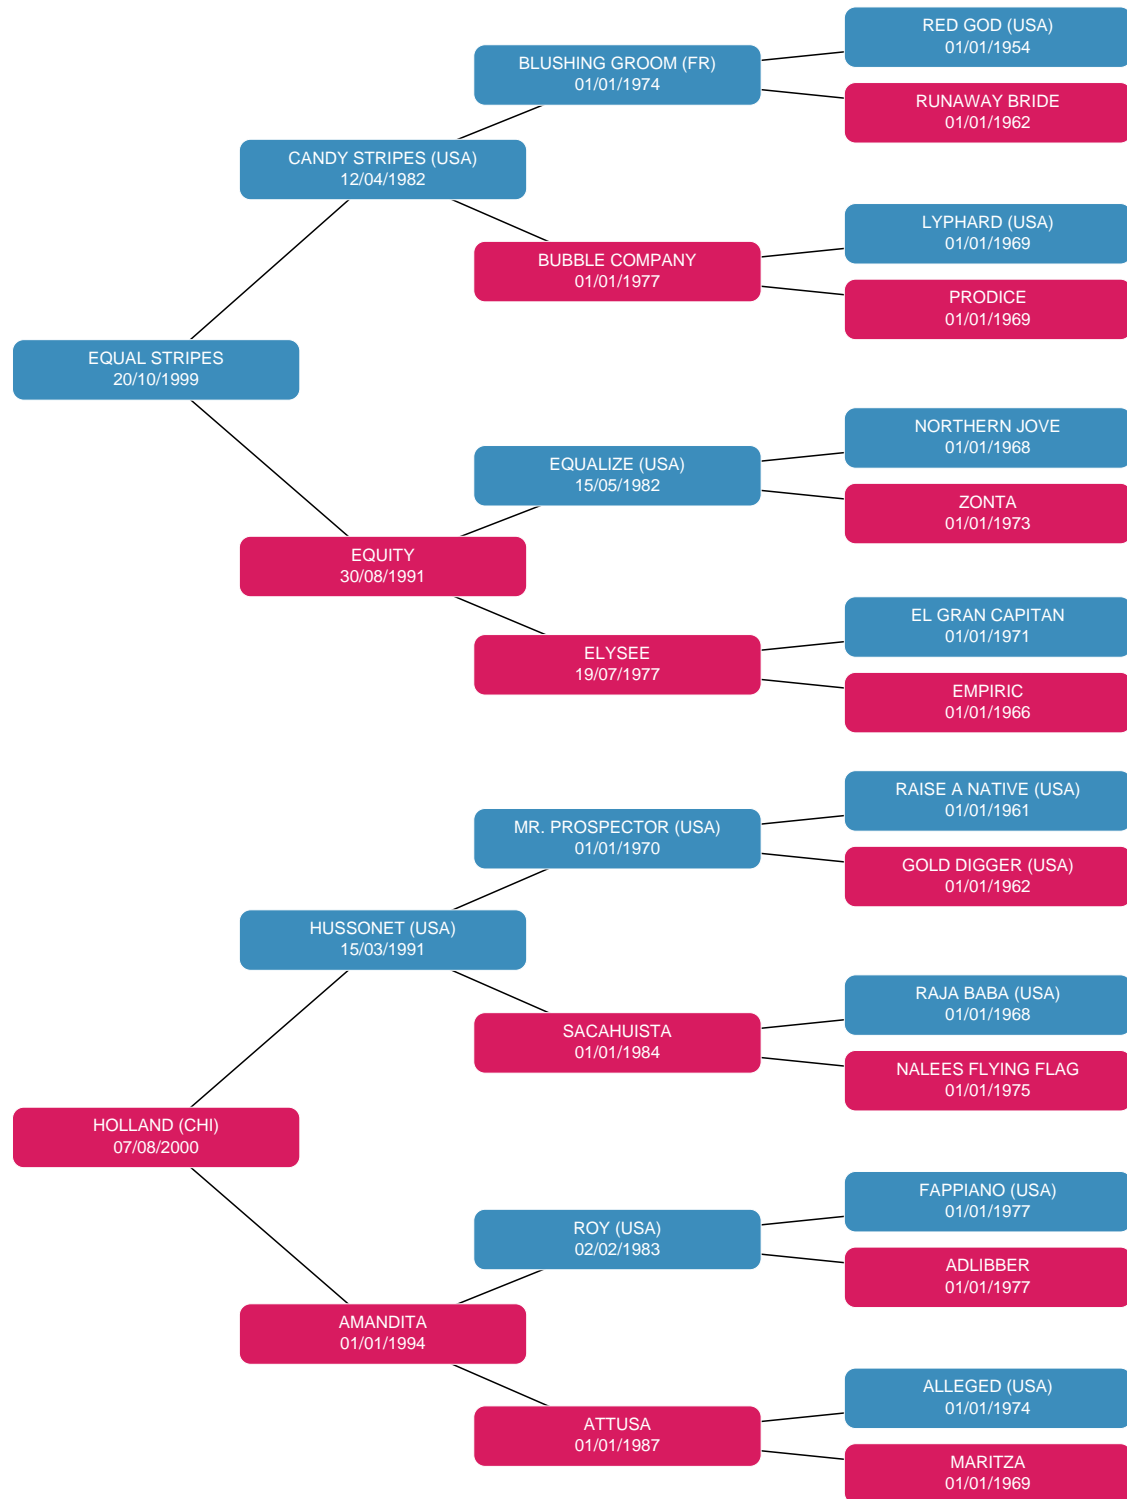 RED GOD (USA)
01/01/1954
BLUSHING GROOM (FR)
01/01/1974
RUNAWAY BRIDE
01/01/1962
CANDY STRIPES (USA)
12/04/1982
LYPHARD (USA)
01/01/1969
BUBBLE COMPANY
01/01/1977
PRODICE
01/01/1969
EQUAL STRIPES
20/10/1999
NORTHERN JOVE
01/01/1968
EQUALIZE (USA)
15/05/1982
ZONTA
01/01/1973
EQUITY
30/08/1991
EL GRAN CAPITAN
01/01/1971
ELYSEE
19/07/1977
EMPIRIC
01/01/1966
RAISE A NATIVE (USA)
01/01/1961
MR. PROSPECTOR (USA)
01/01/1970
GOLD DIGGER (USA)
01/01/1962
HUSSONET (USA)
15/03/1991
RAJA BABA (USA)
01/01/1968
SACAHUISTA
01/01/1984
NALEES FLYING FLAG
01/01/1975
HOLLAND (CHI)
07/08/2000
FAPPIANO (USA)
01/01/1977
ROY (USA)
02/02/1983
ADLIBBER
01/01/1977
AMANDITA
01/01/1994
ALLEGED (USA)
01/01/1974
ATTUSA
01/01/1987
MARITZA
01/01/1969